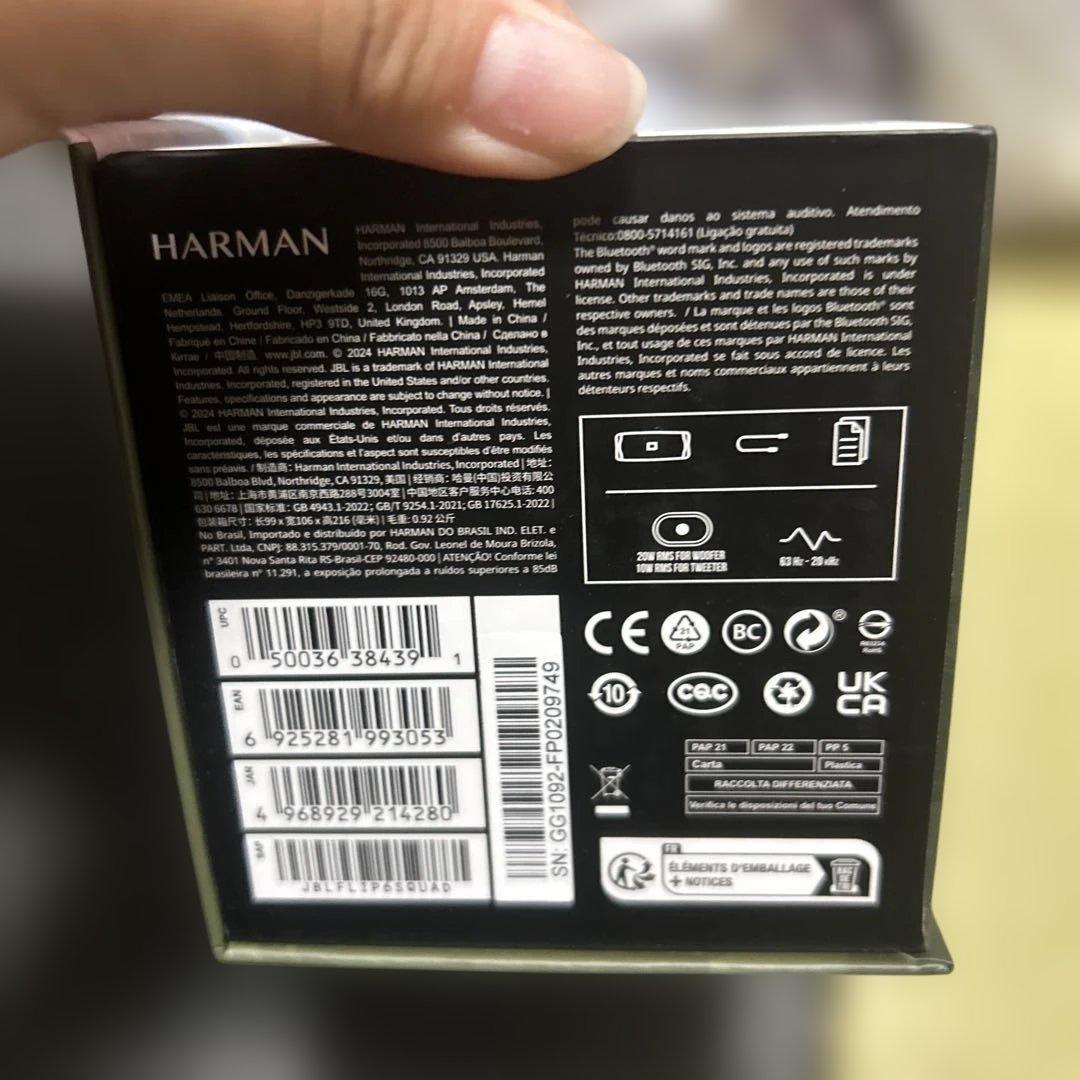 HARMAN
HARMAN International Industries,
Incorporated 8500 Balboa Boulevard,
Northridge, CA 91329 USA. Harman
International Industries, Incorporated
EMEA Liaison Office, Danzigerkade 16G, 1013 AP Amsterdam, The
Netherlands. Ground Floor, Westside 2, London Road, Apsley, Hemel
Hempstead, Hertfordshire, HP3 9TD, United Kingdom. | Made in China /
Fabriqué en Chine / Fabricado en China / Fabbricato nella China / Сделано в
Китае / 中国制造 www.jbl.com. © 2024 HARMAN International Industries,
Incorporated. All rights reserved. JBL is a trademark of HARMAN International
Industries, Incorporated, registered in the United States and/or other countries.
Features, specifications and appearance are subject to change without notice. |
© 2024 HARMAN International Industries, Incorporated. Tous droits réservés.
JBL est une marque commerciale de HARMAN International Industries,
Incorporated, déposée aux États-Unis et/ou dans d'autres pays. Les
caractéristiques, les spécifications et l'aspect sont susceptibles d'être modifiés
sans préavis. / 制造商: Harman International Industries, Incorporated | 地址:
8500 Balboa Blvd, Northridge, CA 91329, 美国 | 经销商: 哈曼(中国)投资有限公
司 | 地址: 上海市黄浦区南京西路288号3004室 | 中国地区客户服务中心电话: 400
630 6678 | 国家标准: GB 4943.1-2022; GB/T 9254.1-2021; GB 17625.1-2022 |
包装箱尺寸: 长99 x 宽106 x 高216 (毫米) | 毛重: 0.92 公斤
No Brasil, Importado e distribuido por HARMAN DO BRASIL IND. ELET. e
PART. Ltda, CNPJ: 88.315.379/0001-70, Rod. Gov. Leonel de Moura Brizola,
n° 3401 Nova Santa Rita RS-Brasil-CEP 92480-000 | ATENÇÃO! Conforme lei
brasileira n° 11.291, a exposição prolongada a ruídos superiores a 85dB
pode causar danos ao sistema auditivo. Atendimento
Técnico:0800-5714161 (Ligação gratuita)
The Bluetooth® word mark and logos are registered trademarks
owned by Bluetooth SIG, Inc. and any use of such marks by
HARMAN International Industries, Incorporated is under
license. Other trademarks and trade names are those of their
respective owners. / La marque et les logos Bluetooth® sont
des marques déposées et sont détenues par the Bluetooth SIG,
Inc., et tout usage de ces marques par HARMAN International
Industries, Incorporated se fait sous accord de licence. Les
autres marques et noms commerciaux appartiennent à leurs
détenteurs respectifs.
20W RMS FOR WOOFER
10W RMS FOR TWEETER
63 Hz - 20 kHz
UPC
0 50036 38439 1
EAN
6 925281 993053
JAN
4 968929 214280
SAP
JBLFLIP6SQUAD
SN: GG1092-FP0209749
CE
21
PAP
BC
®
RoHS
10
CQC
UK
CA
PAP 21 PAP 22 PP 5
Carta Plastica
RACCOLTA DIFFERENZIATA
Verifica le disposizioni del tuo Comune
FR
ÉLÉMENTS D'EMBALLAGE
+ NOTICES
BAC
DE
TRI